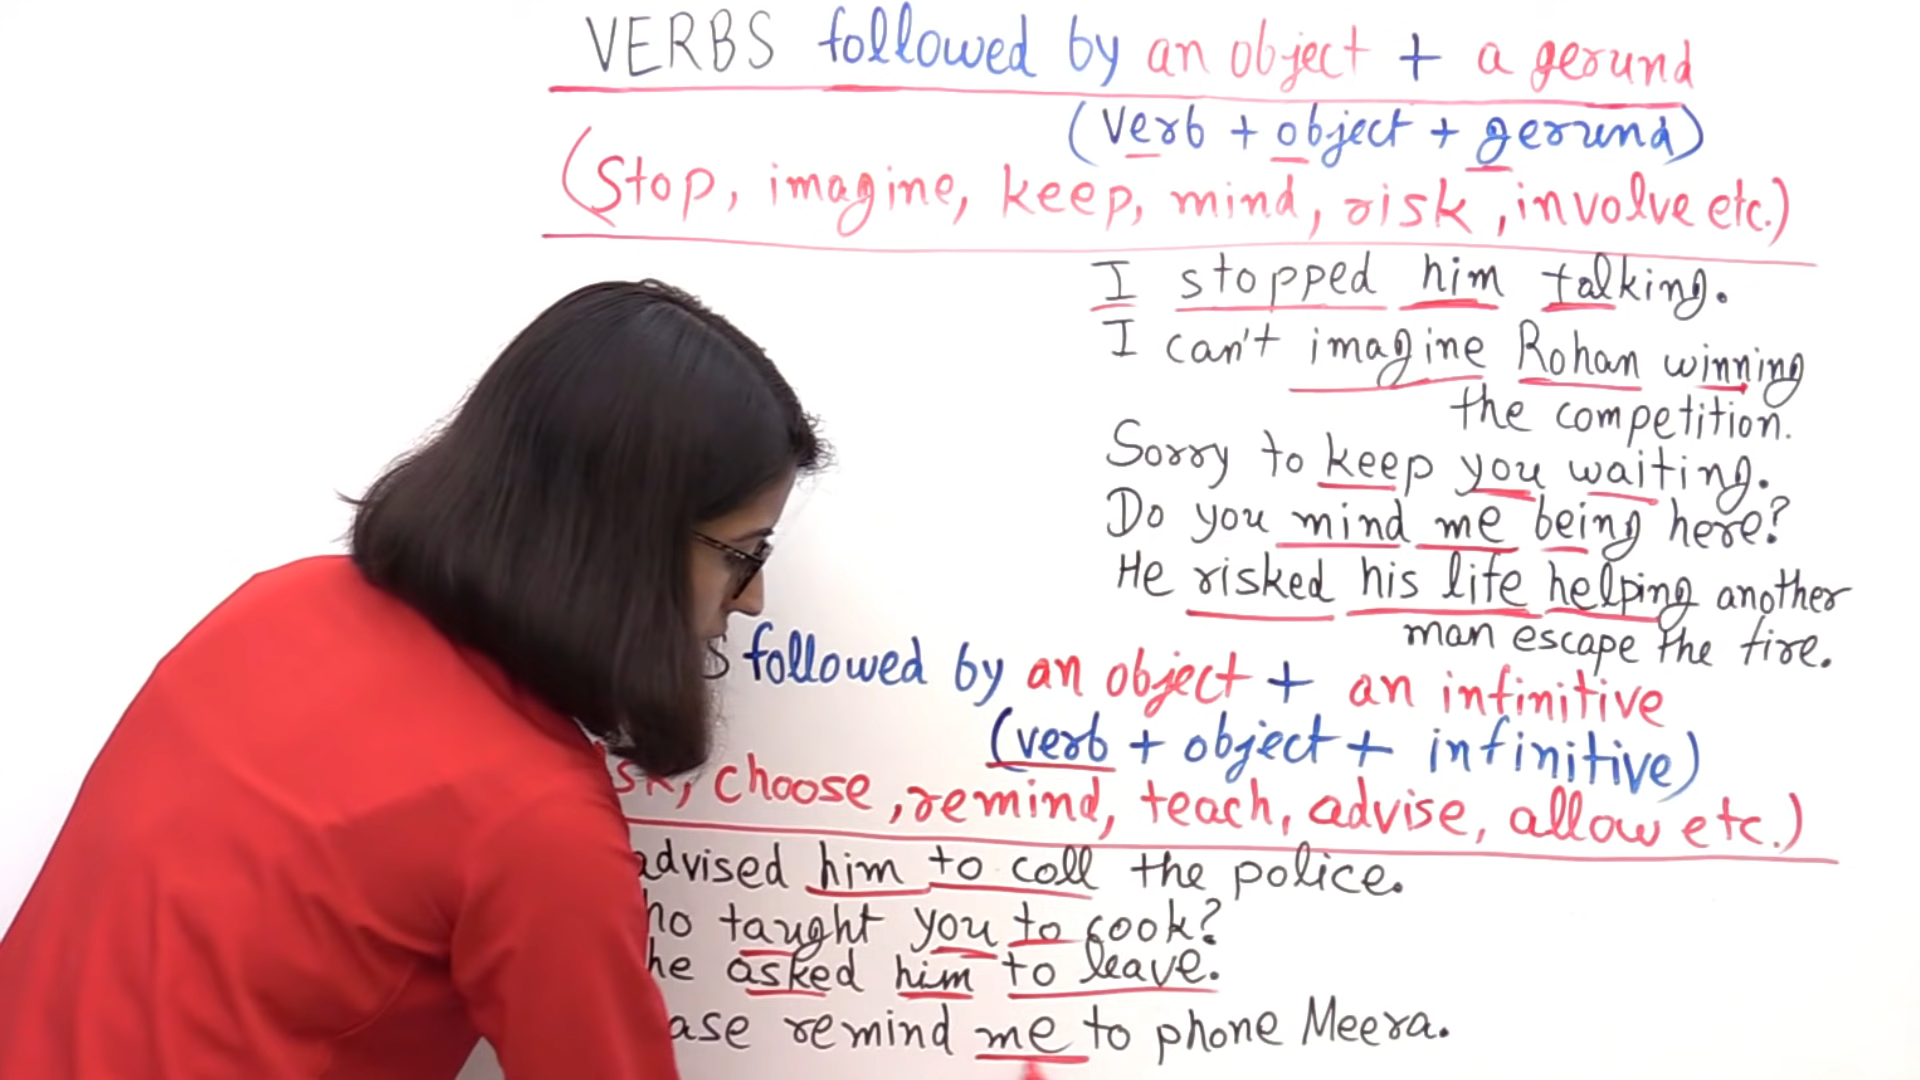 VERBS followed by an object + a gerund
(verb + object + gerund)
(Stop, imagine, keep, mind, risk, involve etc.)
I stopped him talking.
I can't imagine Rohan winning
the competition.
Sorry to keep you waiting.
Do you mind me being here?
He risked his life helping another
man escape the fire.
followed by an object + an infinitive
(verb + object + infinitive)
choose, remind, teach, advise, allow etc.)
advised him to call the police.
taught you to cook?
he asked him to leave.
remind me to phone Meera.